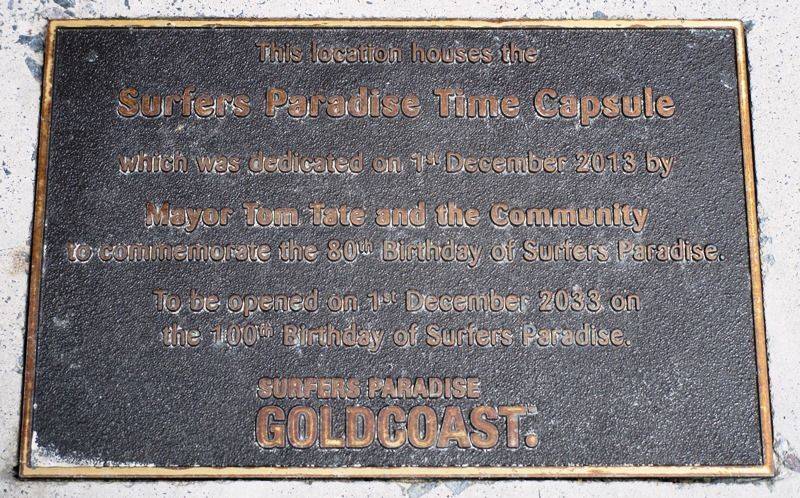 This location houses the
Surfers Paradise Time Capsule
which was dedicated on 1st December 2013 by
Mayor Tom Tate and the Community
to commemorate the 80th Birthday of Surfers Paradise.
To be opened on 1st December 2033 on
the 100th Birthday of Surfers Paradise.
SURFERS PARADISE
GOLDCOAST.